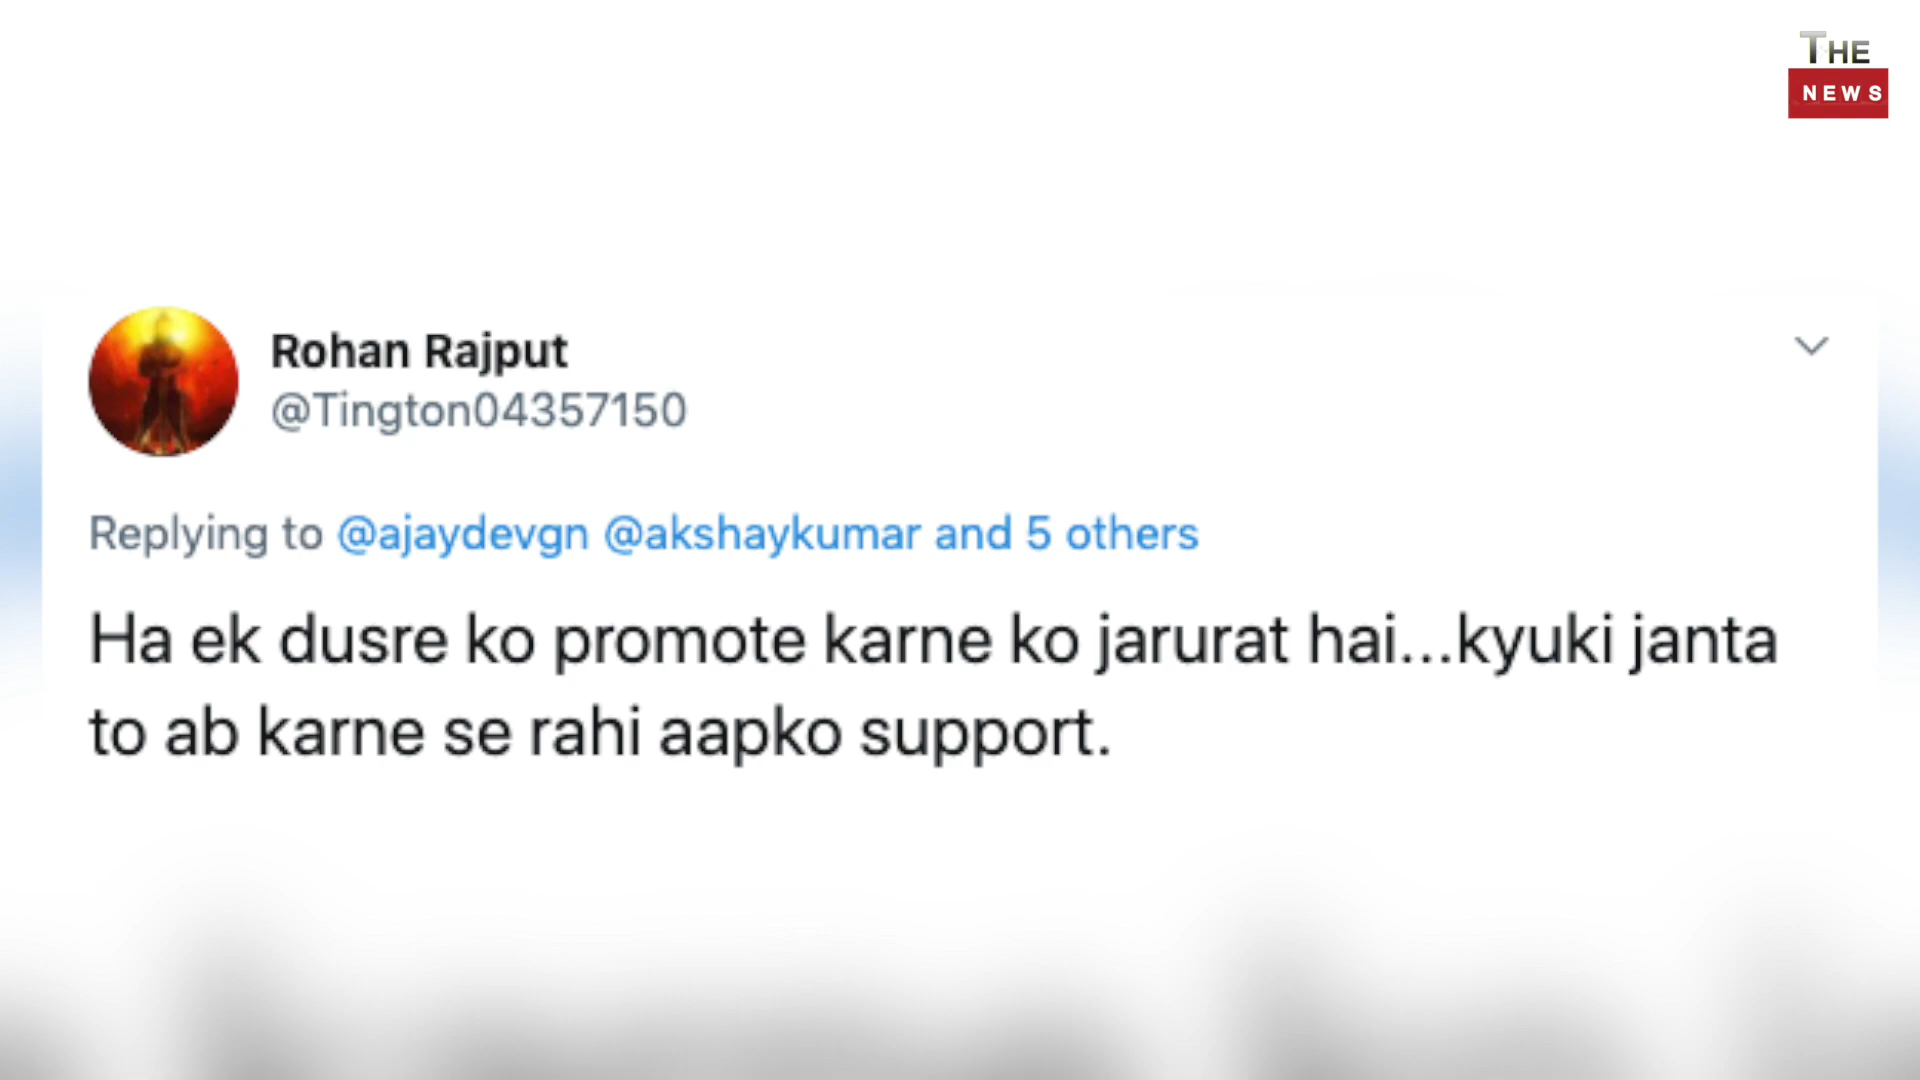 THE
NEWS
Rohan Rajput
@Tington04357150
Replying to @ajaydevgn @akshaykumar and 5 others
Ha ek dusre ko promote karne ko jarurat hai...kyuki janta
to ab karne se rahi aapko support.